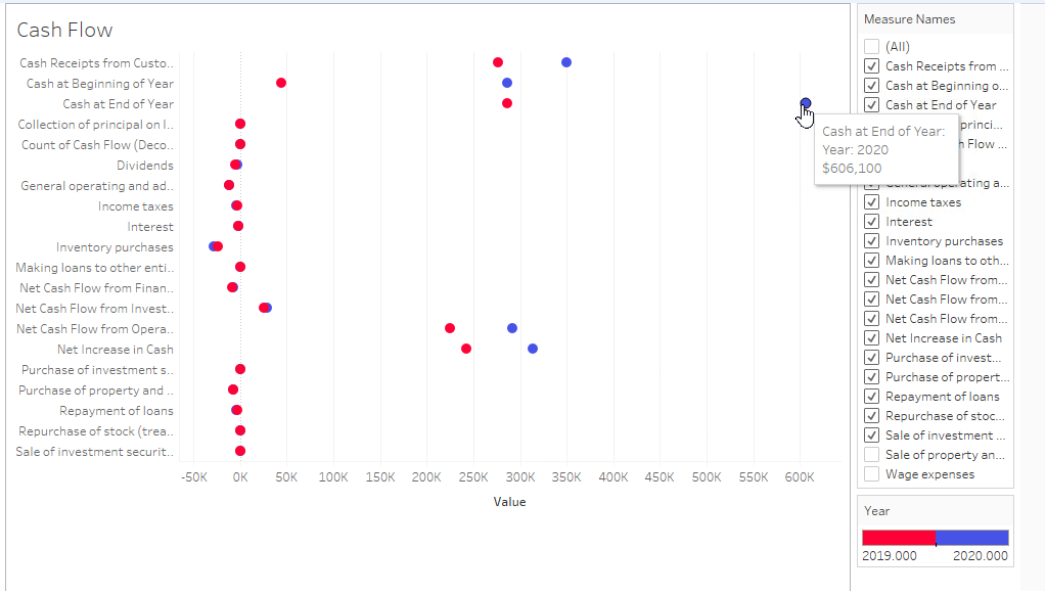 Cash Flow
Cash Receipts from Custo..
Cash at Beginning of Year
Cash at End of Year
Collection of principal on l..
Count of Cash Flow (Deco..
Dividends
General operating and ad..
Income taxes
Interest
Inventory purchases
Making loans to other enti..
Net Cash Flow from Finan..
Net Cash Flow from Invest..
Net Cash Flow from Opera..
Net Increase in Cash
Purchase of investment s..
Purchase of property and ..
Repayment of loans
Repurchase of stock (trea..
Sale of investment securit..
-50K 0K 50K 100K 150K 200K 250K 300K 350K 400K 450K 500K 550K 600K
Value
Cash at End of Year:
Year: 2020
$606,100
Measure Names
(All)
Cash Receipts from ...
Cash at Beginning o...
Cash at End of Year
princi...
Flow ...
General operating a...
Income taxes
Interest
Inventory purchases
Making loans to oth...
Net Cash Flow from...
Net Cash Flow from...
Net Cash Flow from...
Net Increase in Cash
Purchase of invest...
Purchase of propert...
Repayment of loans
Repurchase of stoc...
Sale of investment ...
Sale of property an...
Wage expenses
Year
2019.000 2020.000